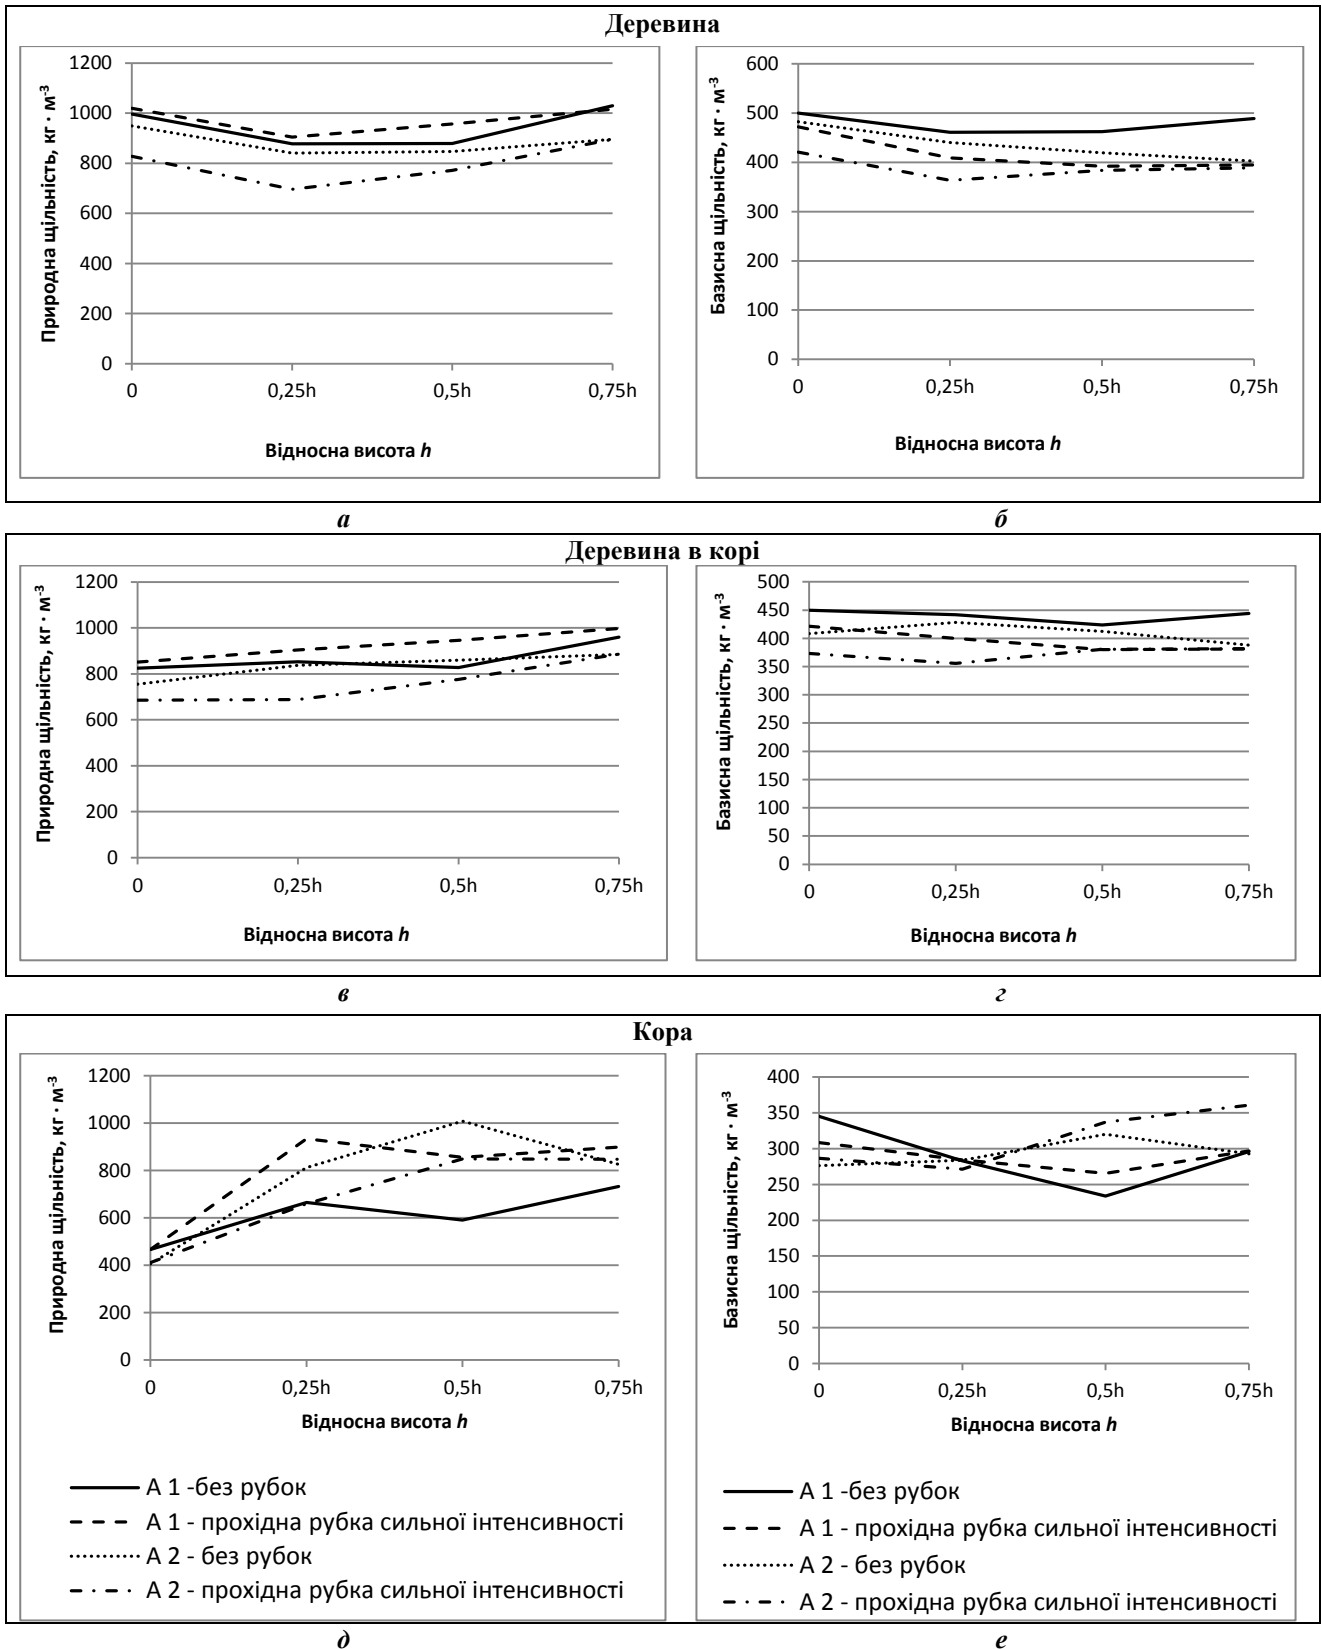 Деревина
Природна щільність, кг · м⁻³
1200
1000
800
600
400
200
0
0 0,25h 0,5h 0,75h
Відносна висота h
Базисна щільність, кг · м⁻³
600
500
400
300
200
100
0
0 0,25h 0,5h 0,75h
Відносна висота h
а б
Деревина в корі
Природна щільність, кг · м⁻³
1200
1000
800
600
400
200
0
0 0,25h 0,5h 0,75h
Відносна висота h
Базисна щільність, кг · м⁻³
500
450
400
350
300
250
200
150
100
50
0
0 0,25h 0,5h 0,75h
Відносна висота h
в г
Кора
Природна щільність, кг · м⁻³
1200
1000
800
600
400
200
0
0 0,25h 0,5h 0,75h
Відносна висота h
А 1 -без рубок
А 1 - прохідна рубка сильної інтенсивності
А 2 - без рубок
А 2 - прохідна рубка сильної інтенсивності
Базисна щільність, кг · м⁻³
400
350
300
250
200
150
100
50
0
0 0,25h 0,5h 0,75h
Відносна висота h
А 1 -без рубок
А 1 - прохідна рубка сильної інтенсивності
А 2 - без рубок
А 2 - прохідна рубка сильної інтенсивності
д е